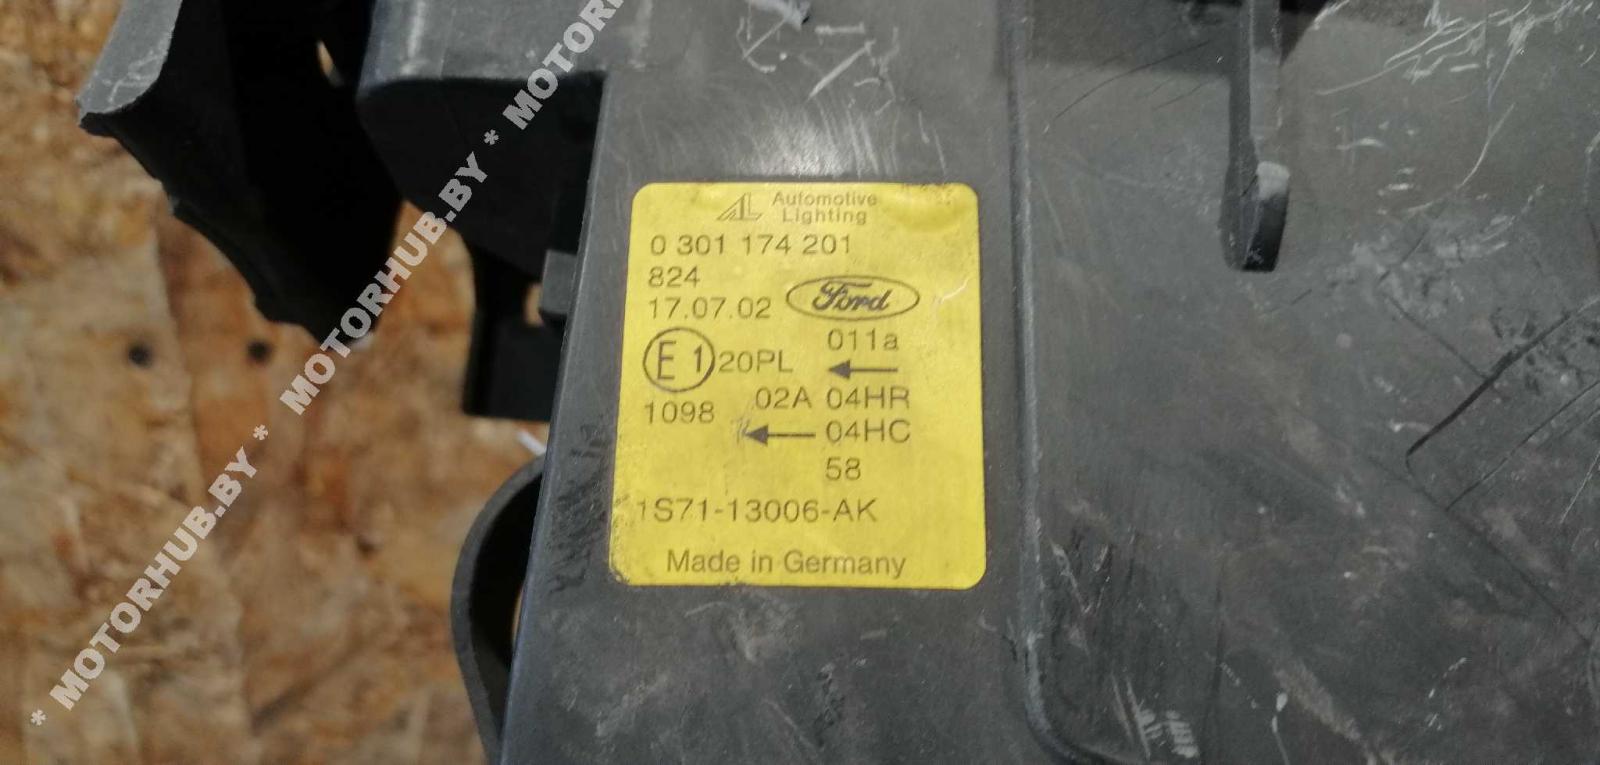 Automotive
Lighting
0 301 174 201
824
17.07.02
Ford
011a
E1
20PL
1098
02A 04HR
04HC
58
1S71-13006-AK
Made in Germany
* MOTORHUB.BY * MOTORHUB.BY * MOTORHUB.BY * MOTOR